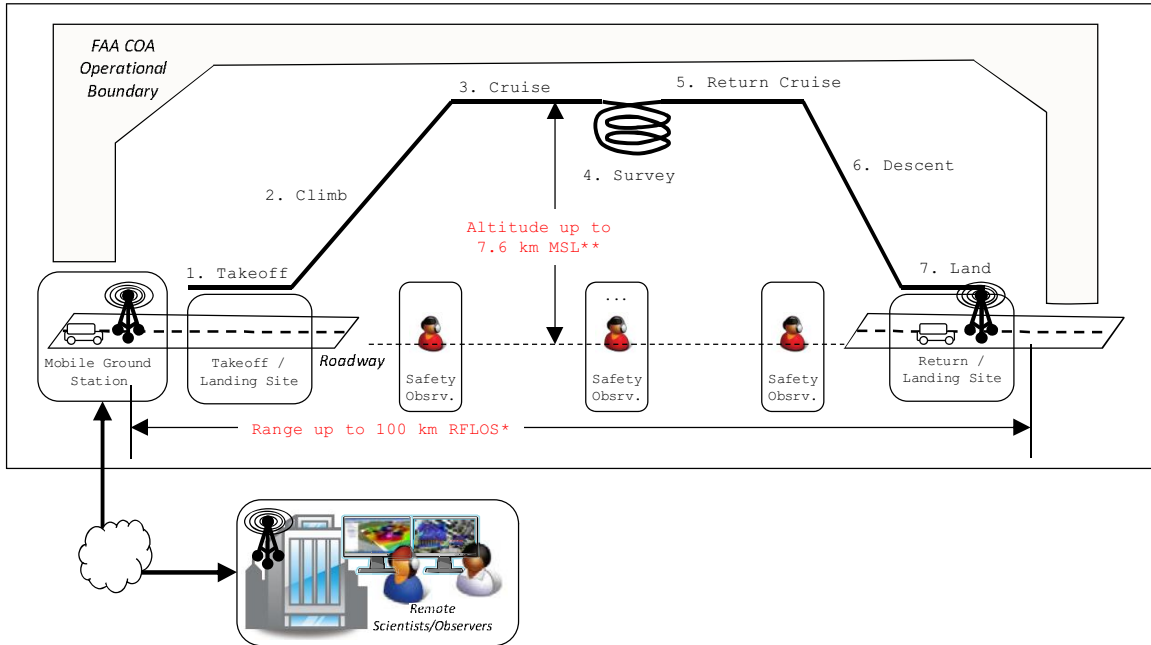 FAA COA
Operational
Boundary
3. Cruise
5. Return Cruise
4. Survey
2. Climb
6. Descent
Altitude up to
7.6 km MSL**
1. Takeoff
7. Land
...
Mobile Ground
Station
Takeoff /
Landing Site
Roadway
Safety
Obsrv.
Safety
Obsrv.
Safety
Obsrv.
Return /
Landing Site
Range up to 100 km RFLOS*
Remote
Scientists/Observers